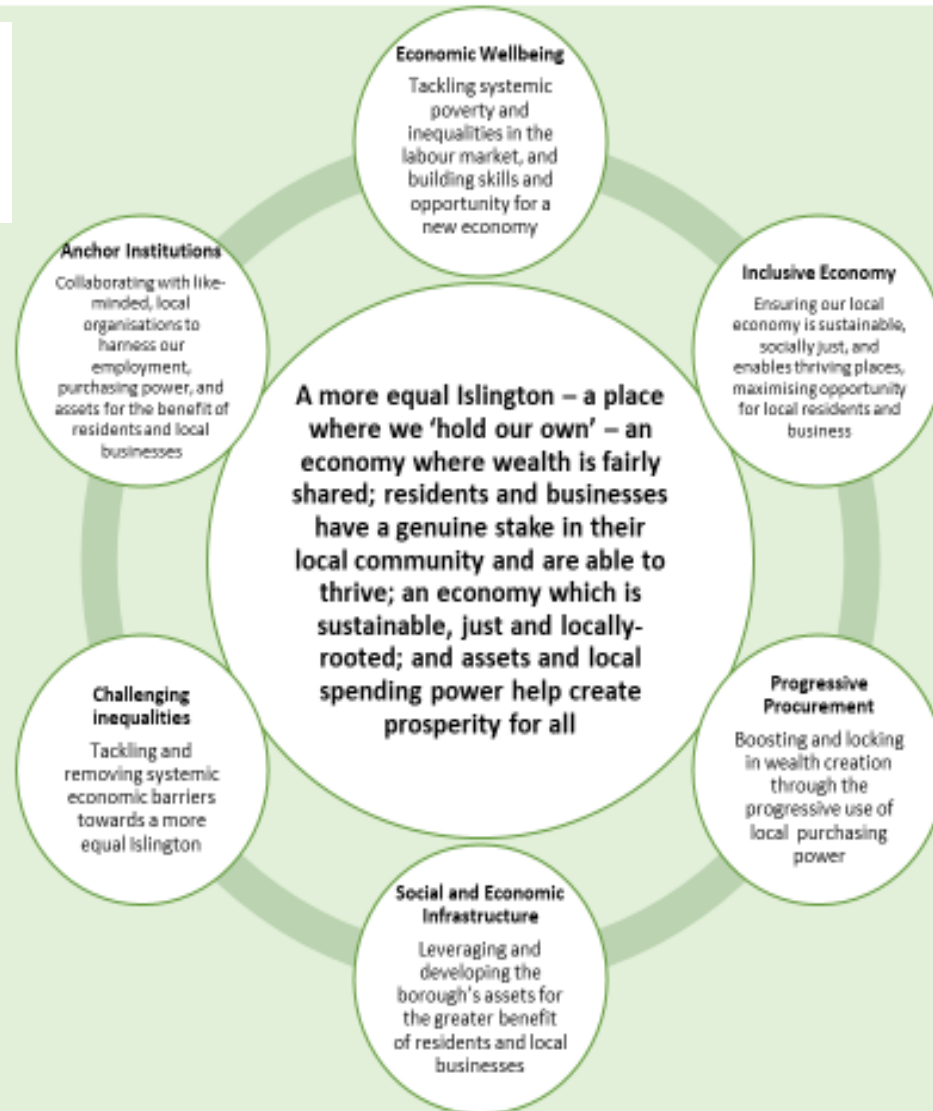 Economic Wellbeing
Tackling systemic
poverty and
inequalities in the
labour market, and
building skills and
opportunity for a
new economy
Inclusive Economy
Ensuring our local
economy is sustainable,
socially just, and
enables thriving places,
maximising opportunity
for local residents and
business
Progressive
Procurement
Boosting and locking
in wealth creation
through the
progressive use of
local purchasing
power
Social and Economic
Infrastructure
Leveraging and
developing the
borough's assets for
the greater benefit
of residents and local
businesses
Challenging
inequalities
Tackling and
removing systemic
economic barriers
towards a more
equal Islington
Anchor Institutions
Collaborating with like-
minded, local
organisations to
harness our
employment,
purchasing power, and
assets for the benefit of
residents and local
businesses
A more equal Islington – a place
where we 'hold our own' – an
economy where wealth is fairly
shared; residents and businesses
have a genuine stake in their
local community and are able to
thrive; an economy which is
sustainable, just and locally-
rooted; and assets and local
spending power help create
prosperity for all